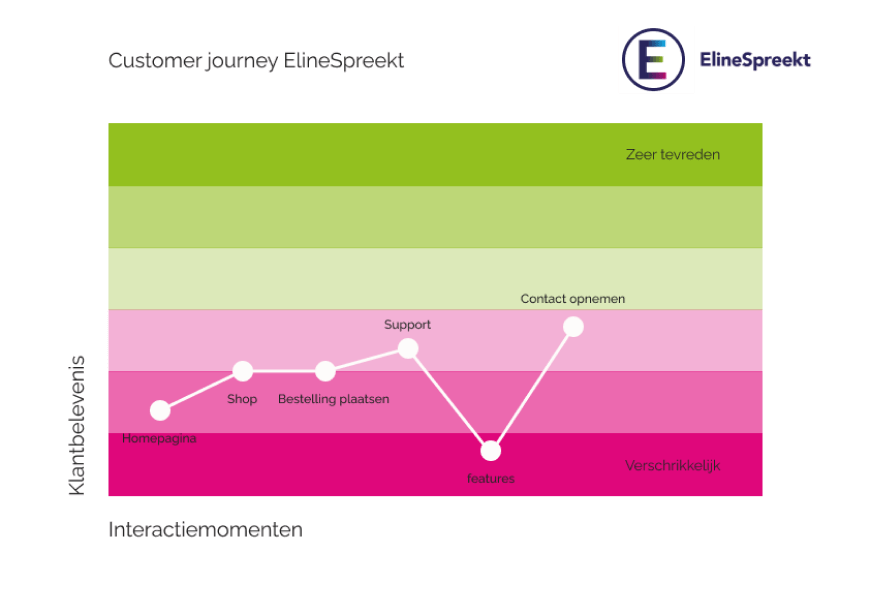 Customer journey ElineSpreekt
E ElineSpreekt
Zeer tevreden
Contact opnemen
Support
Shop
Bestelling plaatsen
Homepagina
Verschrikkelijk
features
Klantbelevenis
Interactiemomenten